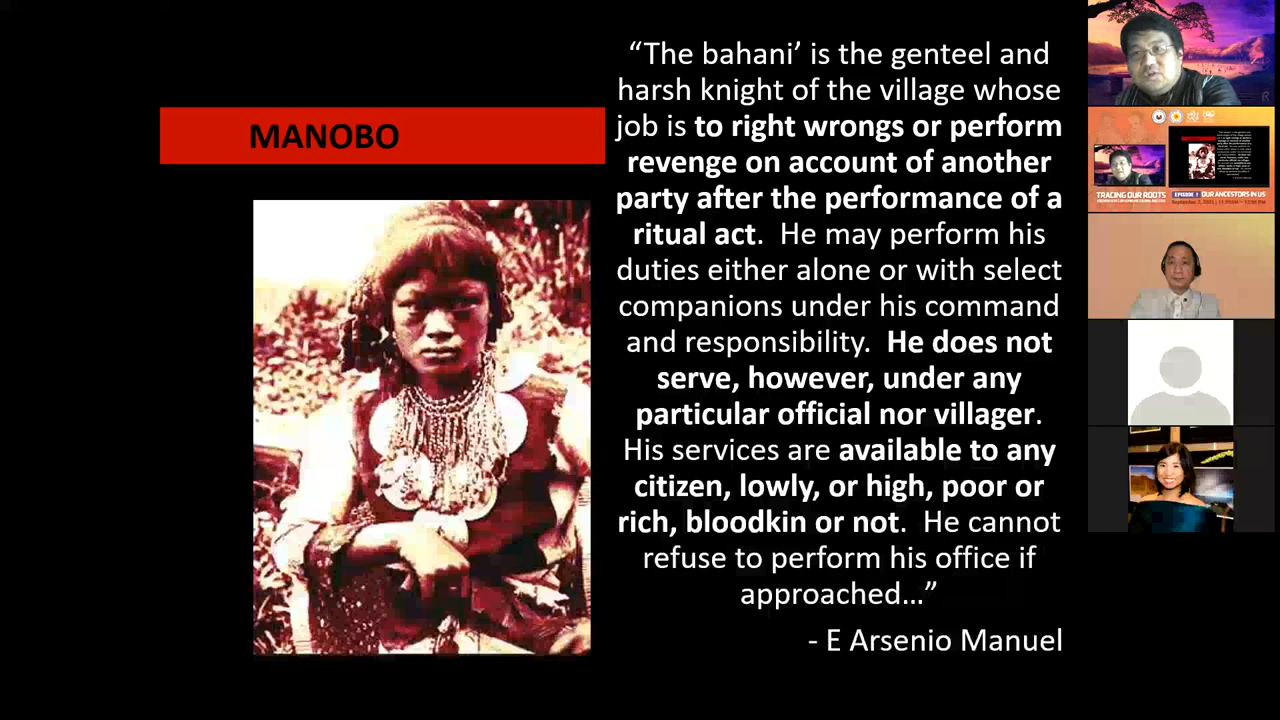 MANOBO
“The bahani’ is the genteel and
harsh knight of the village whose
job is to right wrongs or perform
revenge on account of another
party after the performance of a
ritual act.  He may perform his
duties either alone or with select
companions under his command
and responsibility.  He does not
serve, however, under any
particular official nor villager.
His services are available to any
citizen, lowly, or high, poor or
rich, bloodkin or not.  He cannot
refuse to perform his office if
approached…”
- E Arsenio Manuel
TRACING OUR ROOTS
EPISODE 1 OUR ANCESTORS IN US